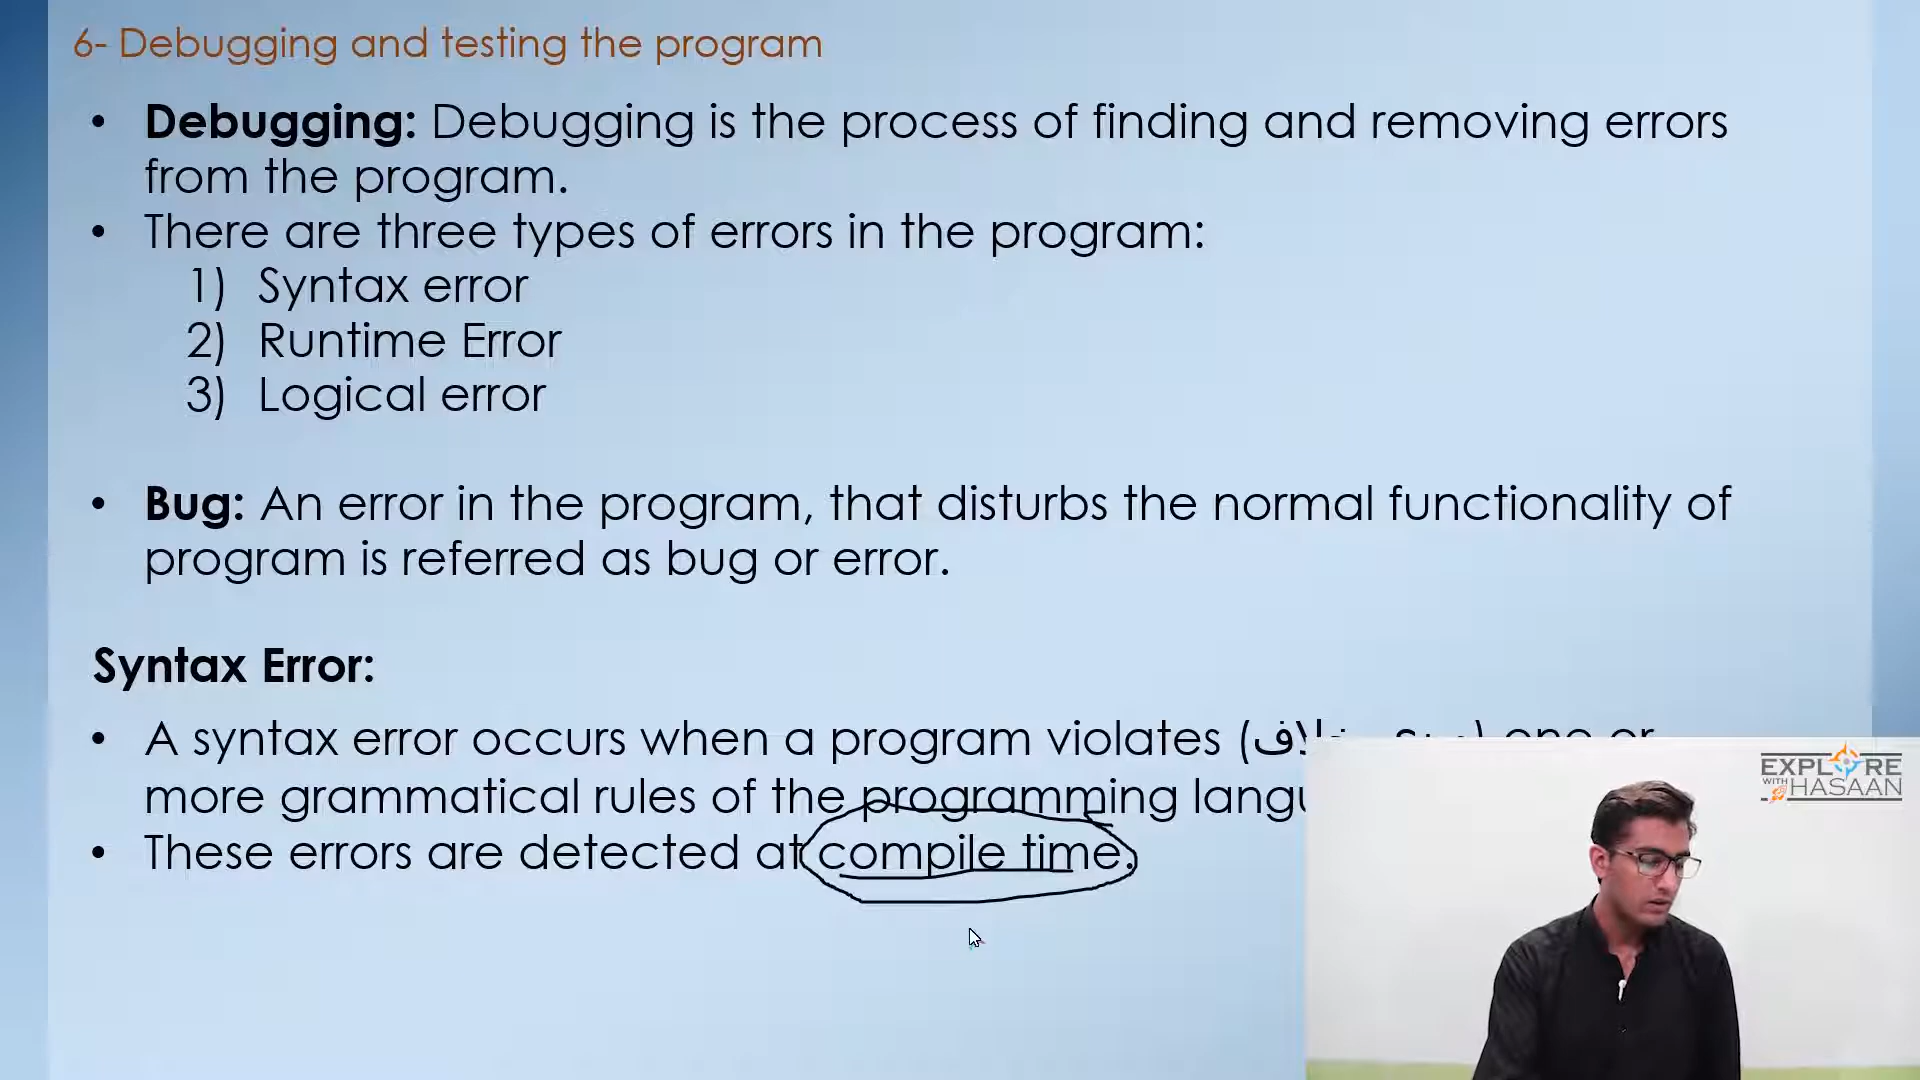 6- Debugging and testing the program
• Debugging: Debugging is the process of finding and removing errors
from the program.
• There are three types of errors in the program:
1) Syntax error
2) Runtime Error
3) Logical error
• Bug: An error in the program, that disturbs the normal functionality of
program is referred as bug or error.
Syntax Error:
• A syntax error occurs when a program violates ( ) one or
more grammatical rules of the programming
• These errors are detected at compile time.
EXPLORE
WITH HASAAN